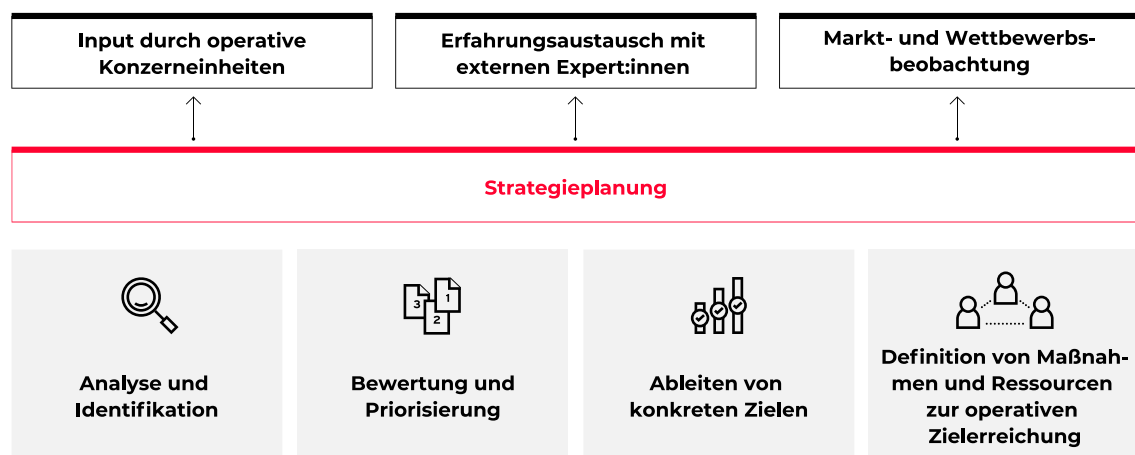 Input durch operative
Konzerneinheiten
Erfahrungsaustausch mit
externen Expert:innen
Markt- und Wettbewerbs-
beobachtung
Strategieplanung
3
2
1
Analyse und
Identifikation
Bewertung und
Priorisierung
Ableiten von
konkreten Zielen
Definition von Maßnah-
men und Ressourcen
zur operativen
Zielerreichung